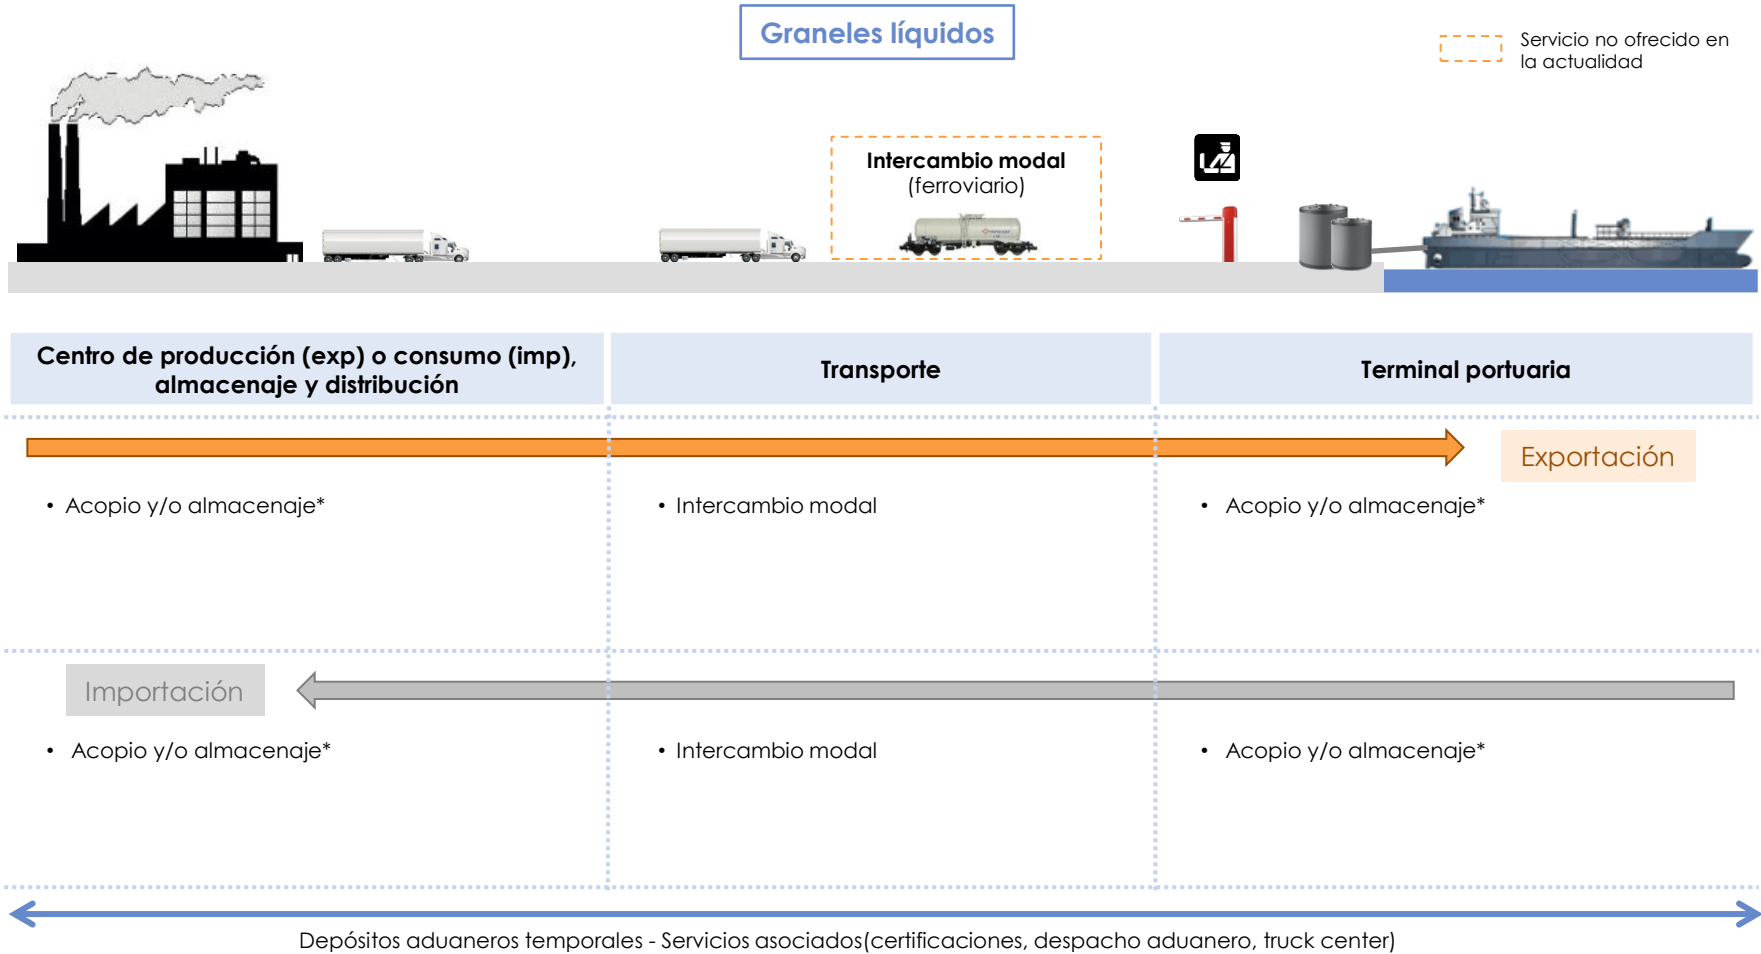 Graneles líquidos
Servicio no ofrecido en
la actualidad
Intercambio modal
(ferroviario)
Centro de producción (exp) o consumo (imp),
almacenaje y distribución
Transporte
Terminal portuaria
Exportación
• Acopio y/o almacenaje*
• Intercambio modal
• Acopio y/o almacenaje*
Importación
• Acopio y/o almacenaje*
• Intercambio modal
• Acopio y/o almacenaje*
Depósitos aduaneros temporales - Servicios asociados(certificaciones, despacho aduanero, truck center)